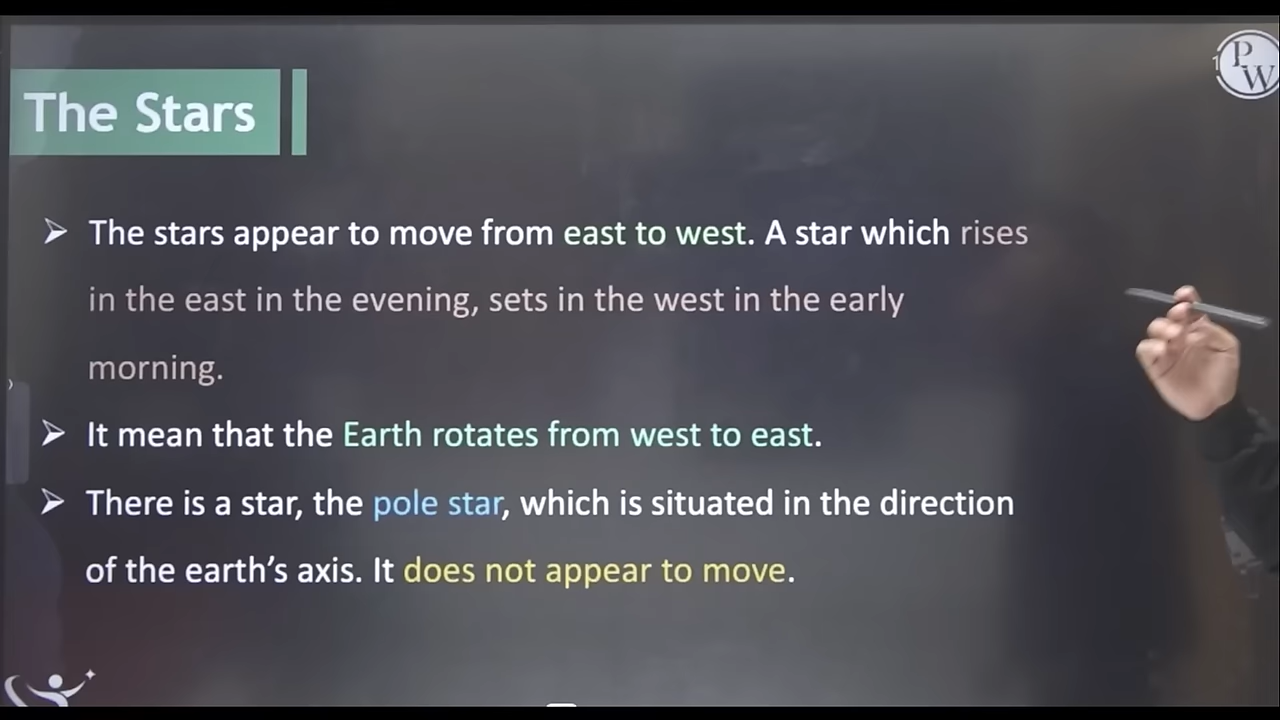 The Stars
PW
➢ The stars appear to move from east to west. A star which rises
in the east in the evening, sets in the west in the early
morning.
➢ It mean that the Earth rotates from west to east.
➢ There is a star, the pole star, which is situated in the direction
of the earth’s axis. It does not appear to move.